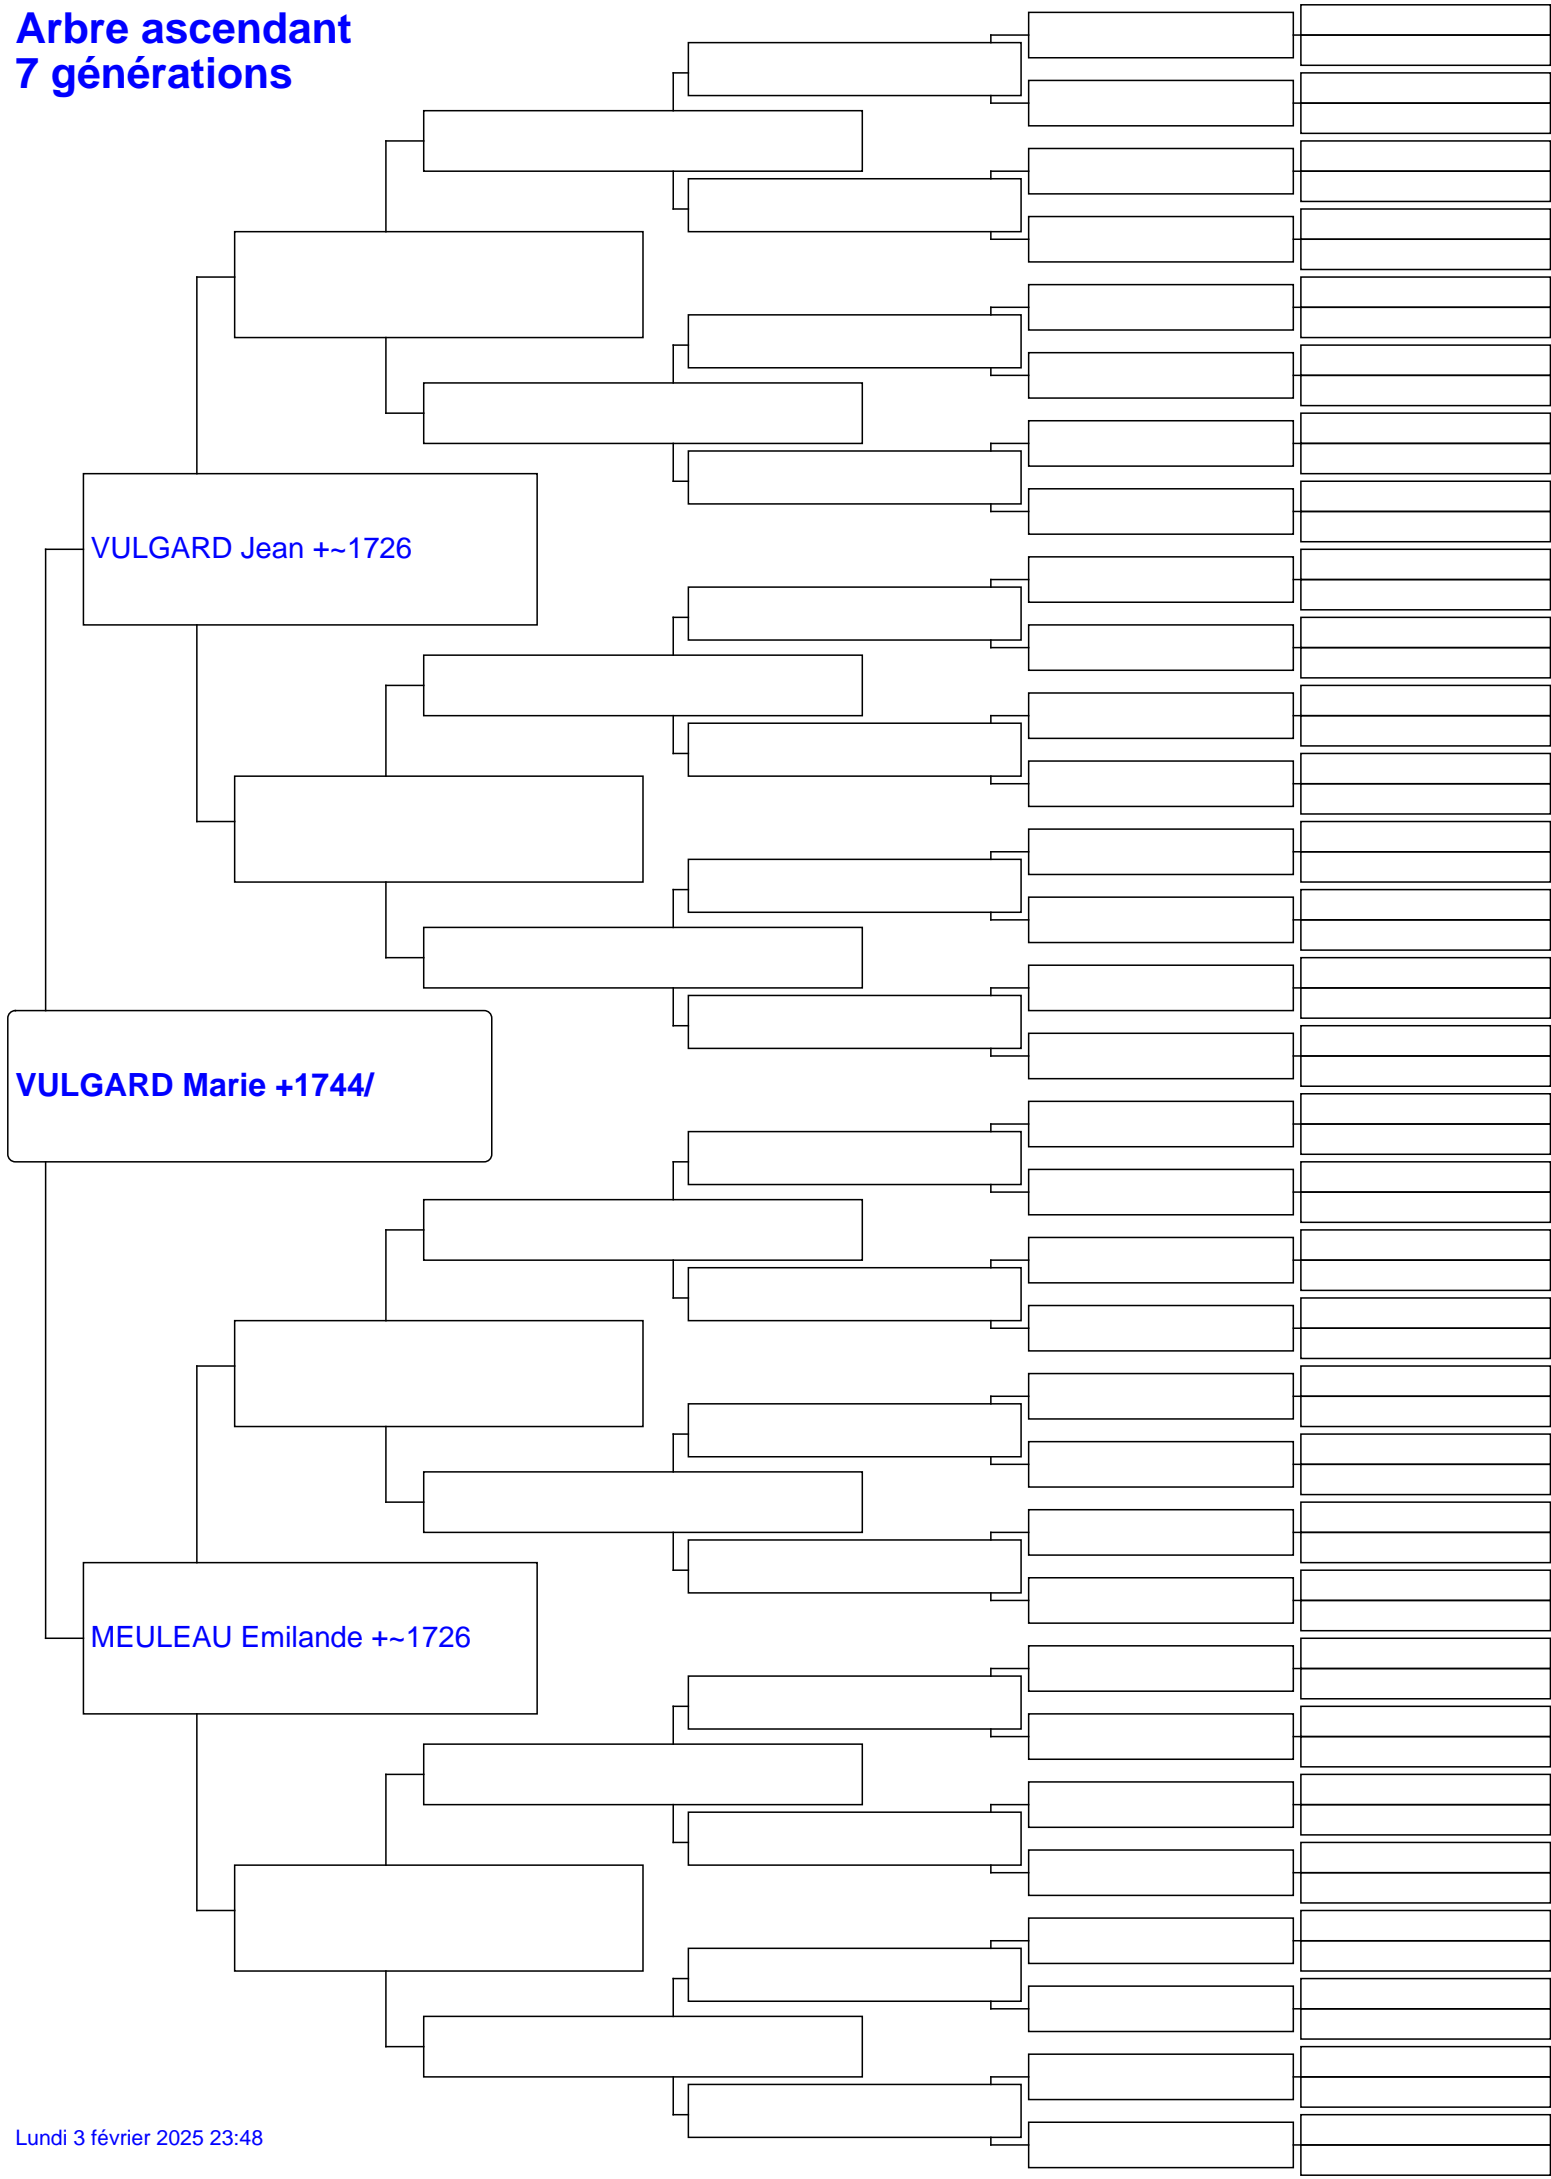 Arbre ascendant
7 générations
VULGARD Jean +~1726
VULGARD Marie +1744/
MEULEAU Emilande +~1726
Lundi 3 février 2025 23:48